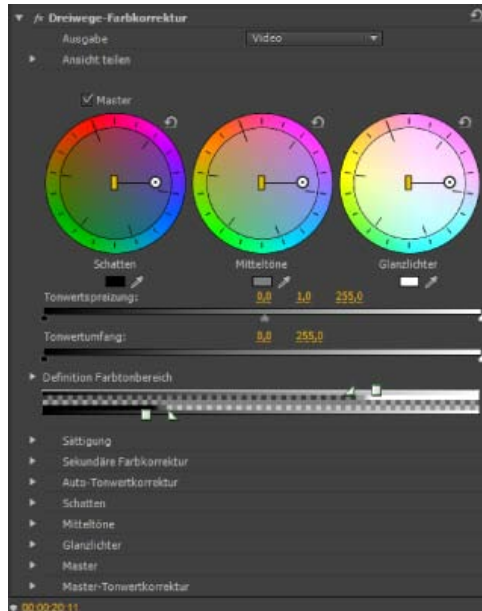 fx Dreiwege-Farbkorrektur
Ausgabe Video
Ansicht teilen
Master
Schatten Mitteltöne Glanzlichter
Tonwertspreizung: 0,0 1,0 255,0
Tonwertumfang: 0,0 255,0
Definition Farbtonbereich
Sättigung
Sekundäre Farbkorrektur
Auto-Tonwertkorrektur
Schatten
Mitteltöne
Glanzlichter
Master
Master-Tonwertkorrektur
00:00:20:11